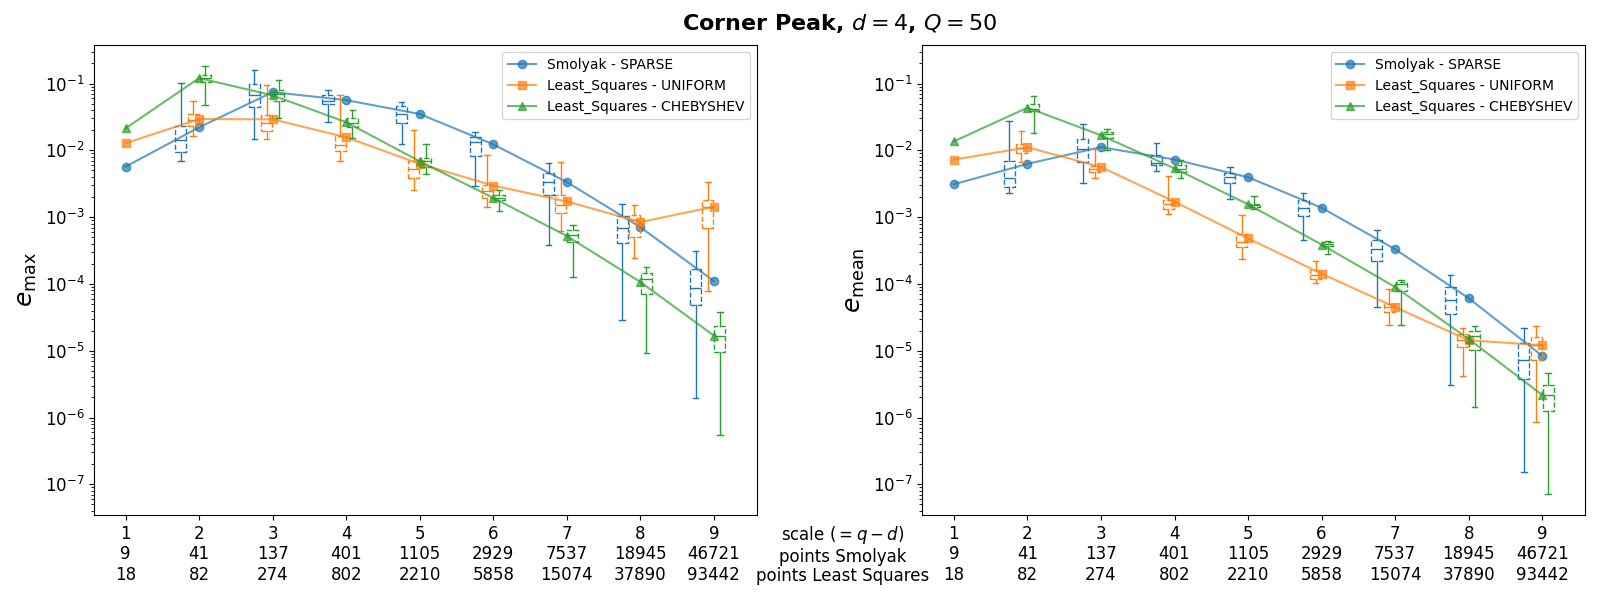 Corner Peak, d = 4, Q = 50
Smolyak - SPARSE
Least_Squares - UNIFORM
Least_Squares - CHEBYSHEV
10⁻¹
10⁻²
10⁻³
10⁻⁴
10⁻⁵
10⁻⁶
10⁻⁷
e_max
Smolyak - SPARSE
Least_Squares - UNIFORM
Least_Squares - CHEBYSHEV
10⁻¹
10⁻²
10⁻³
10⁻⁴
10⁻⁵
10⁻⁶
10⁻⁷
e_mean
1 2 3 4 5 6 7 8 9 scale (= q − d) 1 2 3 4 5 6 7 8 9
9 41 137 401 1105 2929 7537 18945 46721 points Smolyak 9 41 137 401 1105 2929 7537 18945 46721
18 82 274 802 2210 5858 15074 37890 93442 points Least Squares 18 82 274 802 2210 5858 15074 37890 93442